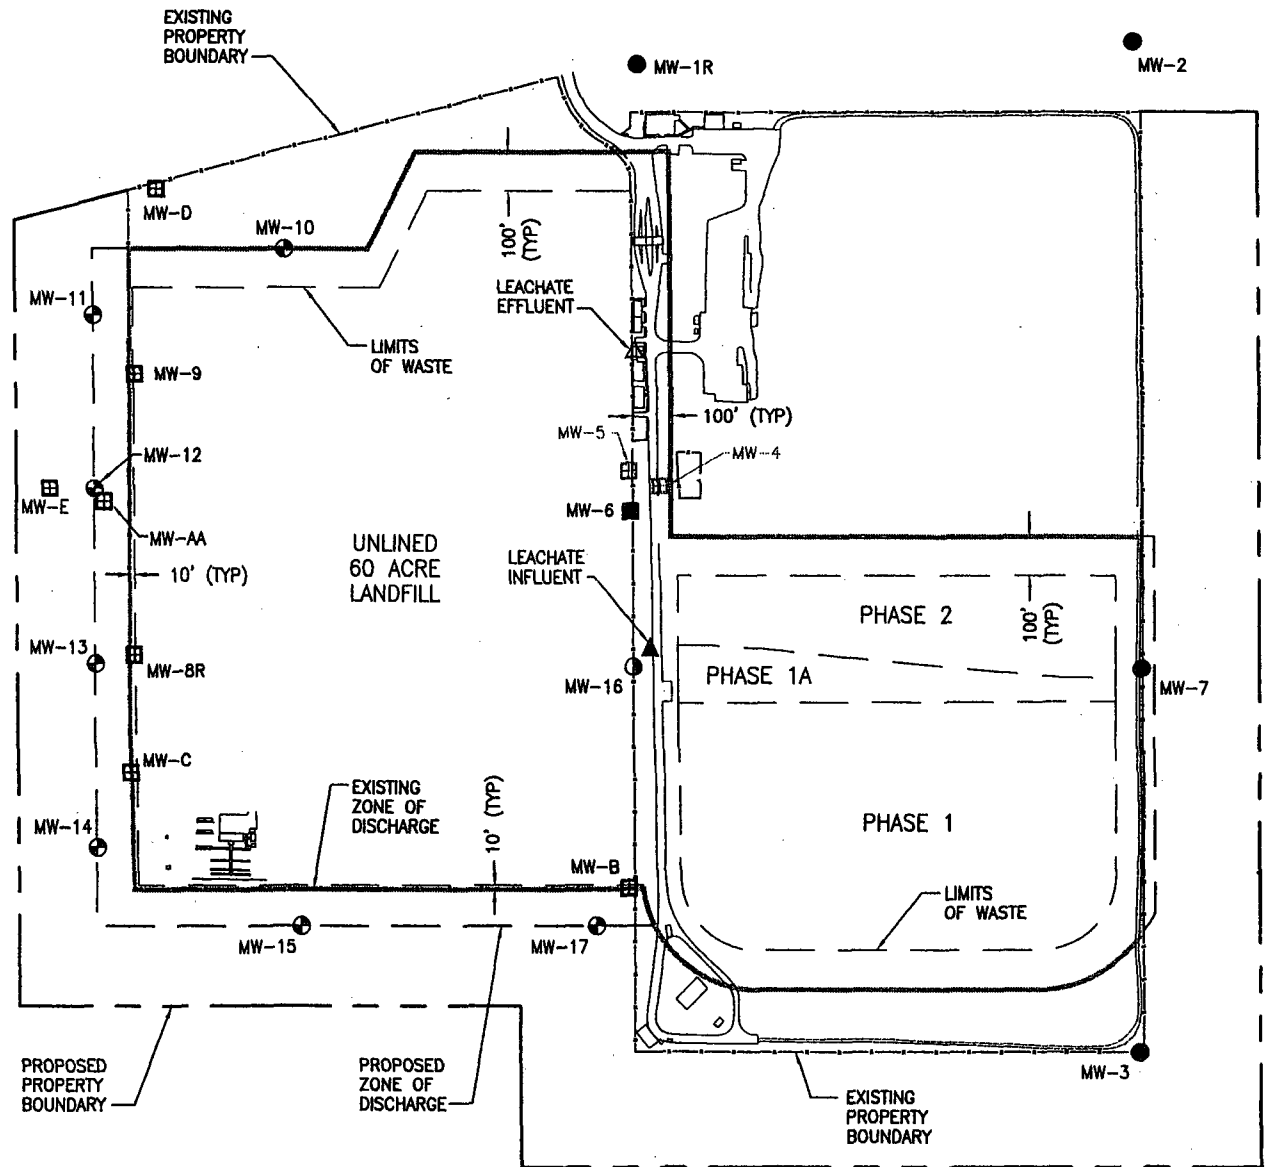 EXISTING
PROPERTY
BOUNDARY
MW-1R
MW-2
MW-D
MW-10
100'
(TYP)
MW-11
LEACHATE
EFFLUENT
LIMITS
OF WASTE
MW-9
100' (TYP)
MW-5
MW-4
MW-12
MW-E
MW-AA
MW-6
UNLINED
60 ACRE
LANDFILL
LEACHATE
INFLUENT
10' (TYP)
PHASE 2
100'
(TYP)
MW-13
MW-8R
MW-16
PHASE 1A
MW-7
MW-C
EXISTING
ZONE OF
DISCHARGE
10' (TYP)
MW-14
PHASE 1
MW-B
LIMITS
OF WASTE
MW-15
MW-17
PROPOSED
PROPERTY
BOUNDARY
PROPOSED
ZONE OF
DISCHARGE
MW-3
EXISTING
PROPERTY
BOUNDARY